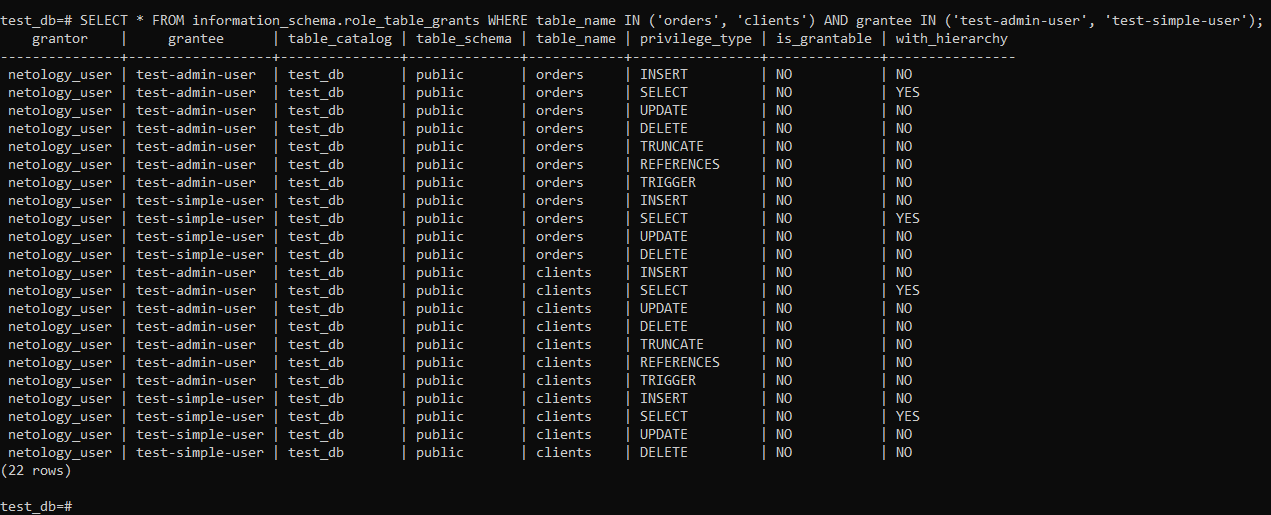 test_db=# SELECT * FROM information_schema.role_table_grants WHERE table_name IN ('orders', 'clients') AND grantee IN ('test-admin-user', 'test-simple-user');
    grantor    |     grantee      | table_catalog | table_schema | table_name | privilege_type | is_grantable | with_hierarchy
---------------+------------------+---------------+--------------+------------+----------------+--------------+----------------
 netology_user | test-admin-user  | test_db       | public       | orders     | INSERT         | NO           | NO
 netology_user | test-admin-user  | test_db       | public       | orders     | SELECT         | NO           | YES
 netology_user | test-admin-user  | test_db       | public       | orders     | UPDATE         | NO           | NO
 netology_user | test-admin-user  | test_db       | public       | orders     | DELETE         | NO           | NO
 netology_user | test-admin-user  | test_db       | public       | orders     | TRUNCATE       | NO           | NO
 netology_user | test-admin-user  | test_db       | public       | orders     | REFERENCES     | NO           | NO
 netology_user | test-admin-user  | test_db       | public       | orders     | TRIGGER        | NO           | NO
 netology_user | test-simple-user | test_db       | public       | orders     | INSERT         | NO           | NO
 netology_user | test-simple-user | test_db       | public       | orders     | SELECT         | NO           | YES
 netology_user | test-simple-user | test_db       | public       | orders     | UPDATE         | NO           | NO
 netology_user | test-simple-user | test_db       | public       | orders     | DELETE         | NO           | NO
 netology_user | test-admin-user  | test_db       | public       | clients    | INSERT         | NO           | NO
 netology_user | test-admin-user  | test_db       | public       | clients    | SELECT         | NO           | YES
 netology_user | test-admin-user  | test_db       | public       | clients    | UPDATE         | NO           | NO
 netology_user | test-admin-user  | test_db       | public       | clients    | DELETE         | NO           | NO
 netology_user | test-admin-user  | test_db       | public       | clients    | TRUNCATE       | NO           | NO
 netology_user | test-admin-user  | test_db       | public       | clients    | REFERENCES     | NO           | NO
 netology_user | test-admin-user  | test_db       | public       | clients    | TRIGGER        | NO           | NO
 netology_user | test-simple-user | test_db       | public       | clients    | INSERT         | NO           | NO
 netology_user | test-simple-user | test_db       | public       | clients    | SELECT         | NO           | YES
 netology_user | test-simple-user | test_db       | public       | clients    | UPDATE         | NO           | NO
 netology_user | test-simple-user | test_db       | public       | clients    | DELETE         | NO           | NO
(22 rows)

test_db=#